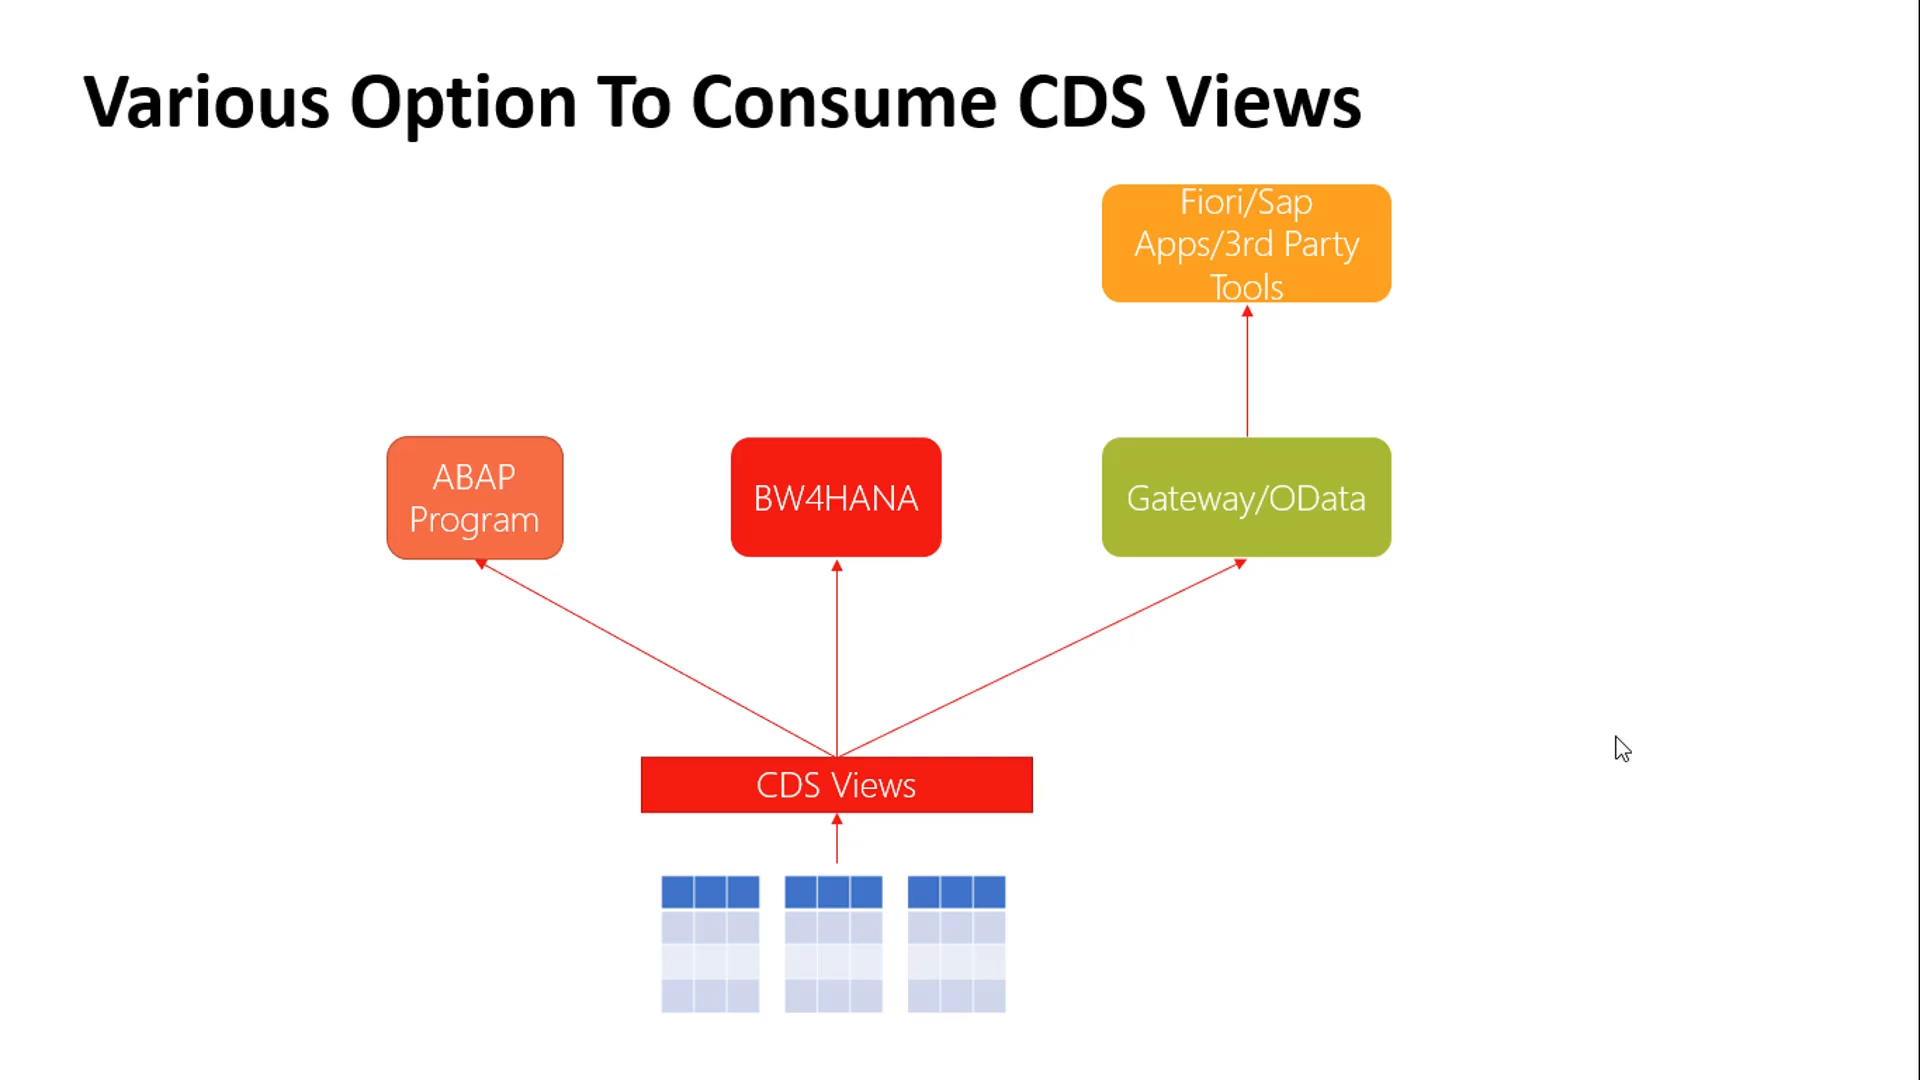 Various Option To Consume CDS Views
Fiori/Sap
Apps/3rd Party
Tools
ABAP
Program
BW4HANA
Gateway/OData
CDS Views